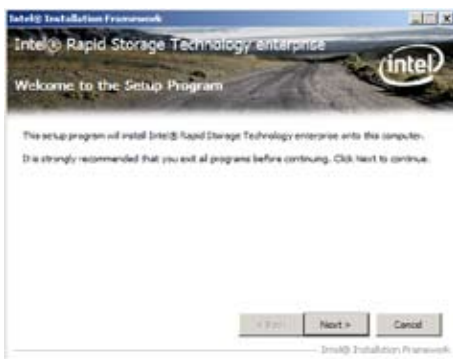 Intel® Installation Framework
Intel® Rapid Storage Technology enterprise
intel
Welcome to the Setup Program
This setup program will install Intel® Rapid Storage Technology enterprise onto this computer.
It is strongly recommended that you exit all programs before continuing. Click Next to continue.
< Back
Next >
Cancel
Intel® Installation Framework